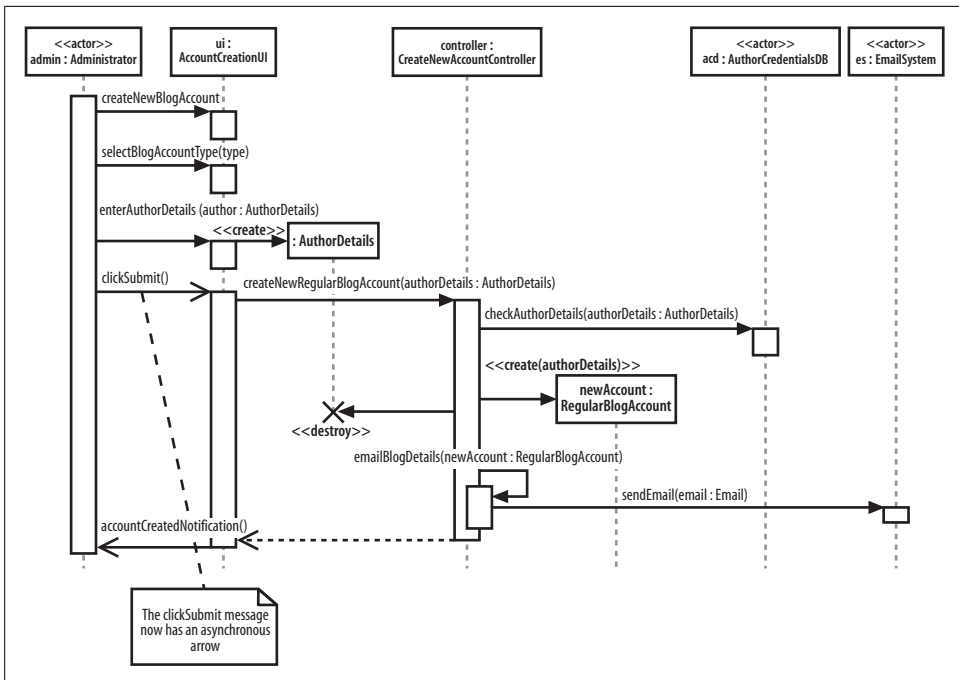 <<actor>>
admin : Administrator
ui :
AccountCreationUI
controller :
CreateNewAccountController
<<actor>>
acd : AuthorCredentialsDB
<<actor>>
es : EmailSystem
createNewBlogAccount
selectBlogAccountType(type)
enterAuthorDetails (author : AuthorDetails)
<<create>>
: AuthorDetails
clickSubmit()
createNewRegularBlogAccount(authorDetails : AuthorDetails)
checkAuthorDetails(authorDetails : AuthorDetails)
<<create(authorDetails)>>
newAccount :
RegularBlogAccount
<<destroy>>
emailBlogDetails(newAccount : RegularBlogAccount)
sendEmail(email : Email)
accountCreatedNotification()
The clickSubmit message
now has an asynchronous
arrow